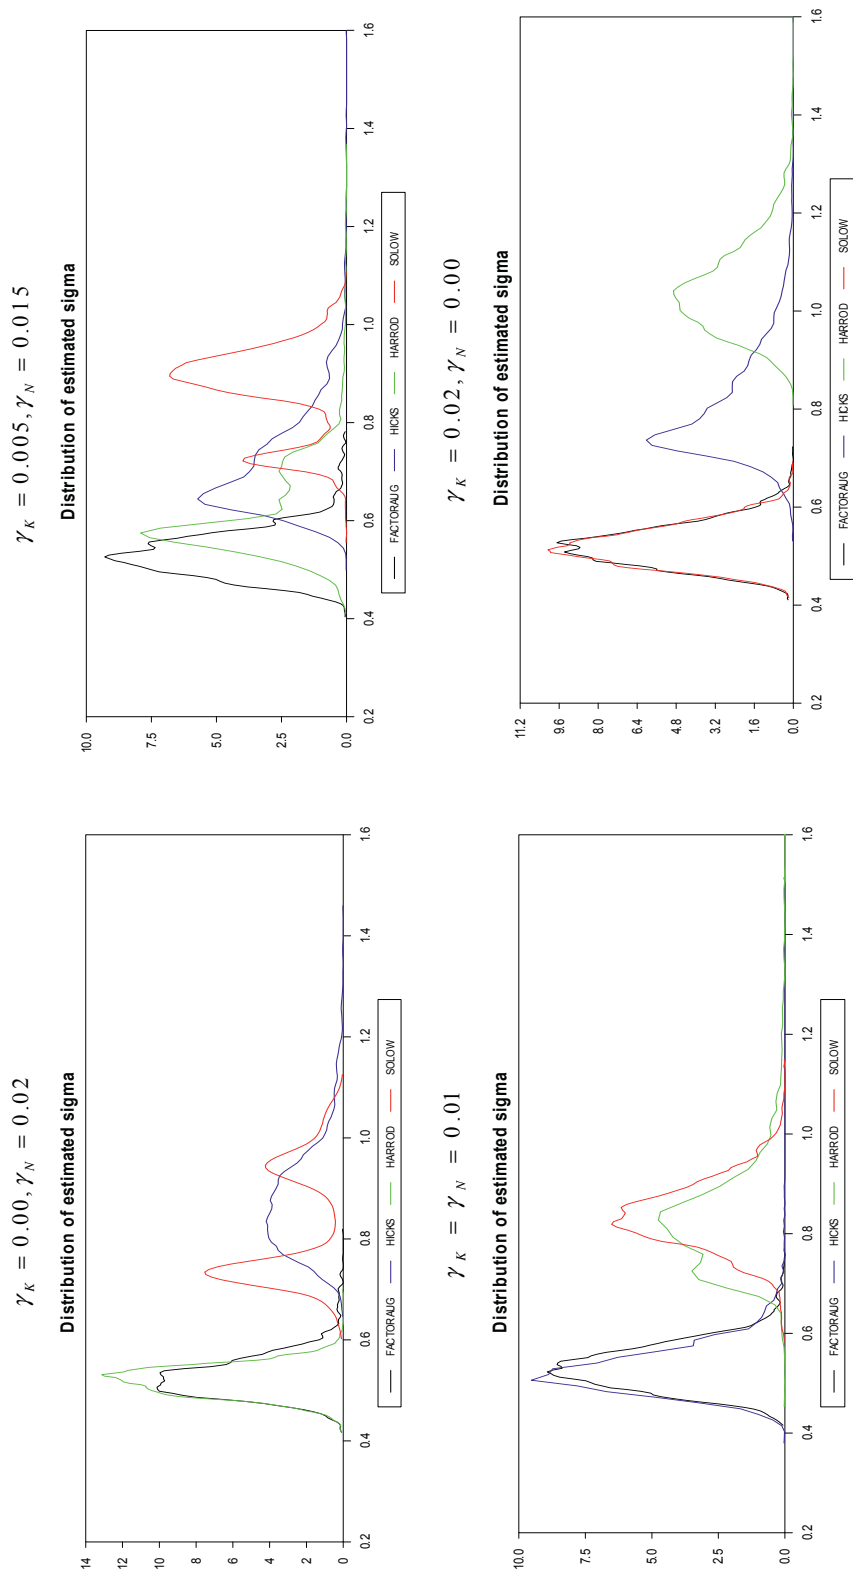 γ_K = 0.00, γ_N = 0.02
Distribution of estimated sigma
14
12
10
8
6
4
2
0
0.2 0.4 0.6 0.8 1.0 1.2 1.4 1.6
FACTORAUG HICKS HARROD SOLOW
γ_K = 0.005, γ_N = 0.015
Distribution of estimated sigma
10.0
7.5
5.0
2.5
0.0
0.2 0.4 0.6 0.8 1.0 1.2 1.4 1.6
FACTORAUG HICKS HARROD SOLOW
γ_K = γ_N = 0.01
Distribution of estimated sigma
10.0
7.5
5.0
2.5
0.0
0.2 0.4 0.6 0.8 1.0 1.2 1.4 1.6
FACTORAUG HICKS HARROD SOLOW
γ_K = 0.02, γ_N = 0.00
Distribution of estimated sigma
11.2
9.6
8.0
6.4
4.8
3.2
1.6
0.0
0.2 0.4 0.6 0.8 1.0 1.2 1.4 1.6
FACTORAUG HICKS HARROD SOLOW